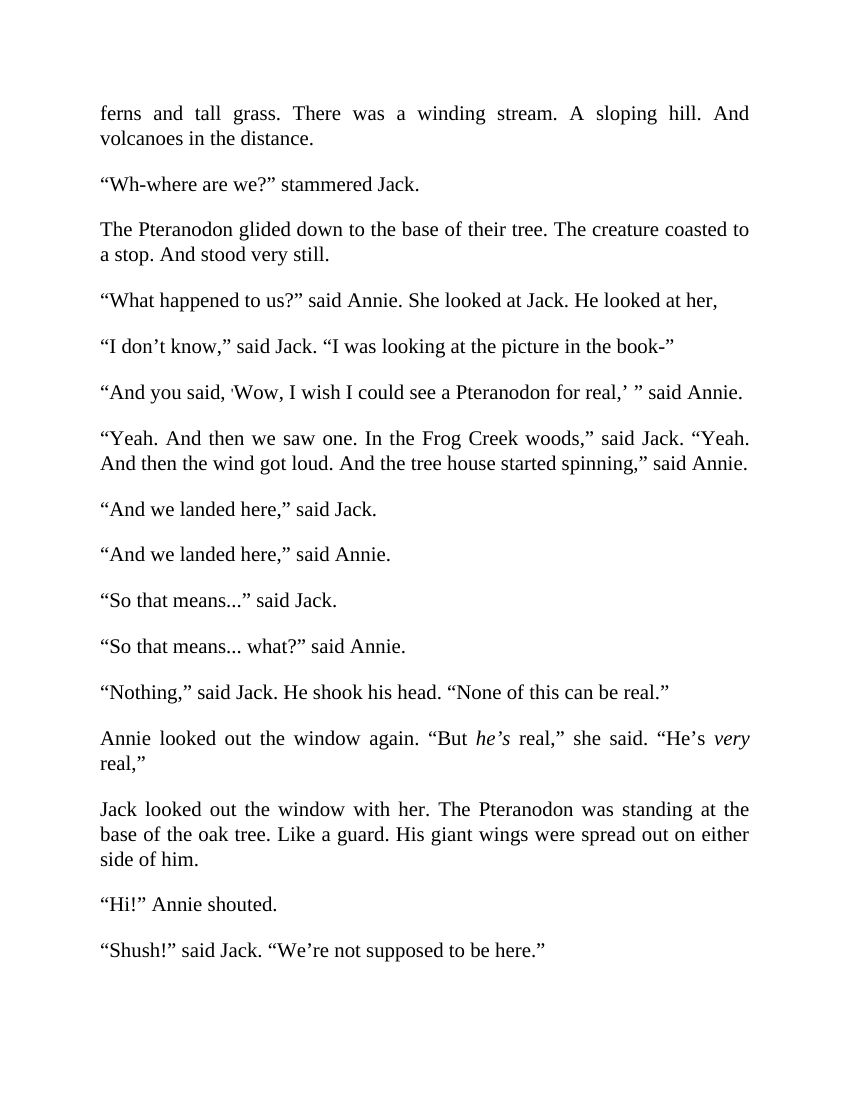 ferns and tall grass. There was a winding stream. A sloping hill. And
volcanoes in the distance.
“Wh-where are we?” stammered Jack.
The Pteranodon glided down to the base of their tree. The creature coasted to
a stop. And stood very still.
“What happened to us?” said Annie. She looked at Jack. He looked at her,
“I don’t know,” said Jack. “I was looking at the picture in the book-”
“And you said, ‘Wow, I wish I could see a Pteranodon for real,’ ” said Annie.
“Yeah. And then we saw one. In the Frog Creek woods,” said Jack. “Yeah.
And then the wind got loud. And the tree house started spinning,” said Annie.
“And we landed here,” said Jack.
“And we landed here,” said Annie.
“So that means...” said Jack.
“So that means... what?” said Annie.
“Nothing,” said Jack. He shook his head. “None of this can be real.”
Annie looked out the window again. “But he’s real,” she said. “He’s very
real,”
Jack looked out the window with her. The Pteranodon was standing at the
base of the oak tree. Like a guard. His giant wings were spread out on either
side of him.
“Hi!” Annie shouted.
“Shush!” said Jack. “We’re not supposed to be here.”